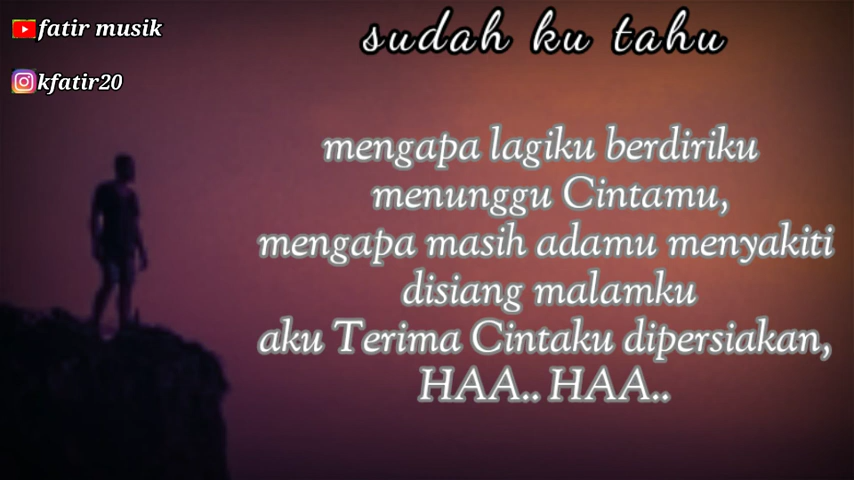 fatir musik
kfatir20
sudah ku tahu
mengapa lagiku berdiriku
menunggu Cintamu,
mengapa masih adamu menyakiti
disiang malamku
aku Terima Cintaku dipersiakan,
HAA.. HAA..